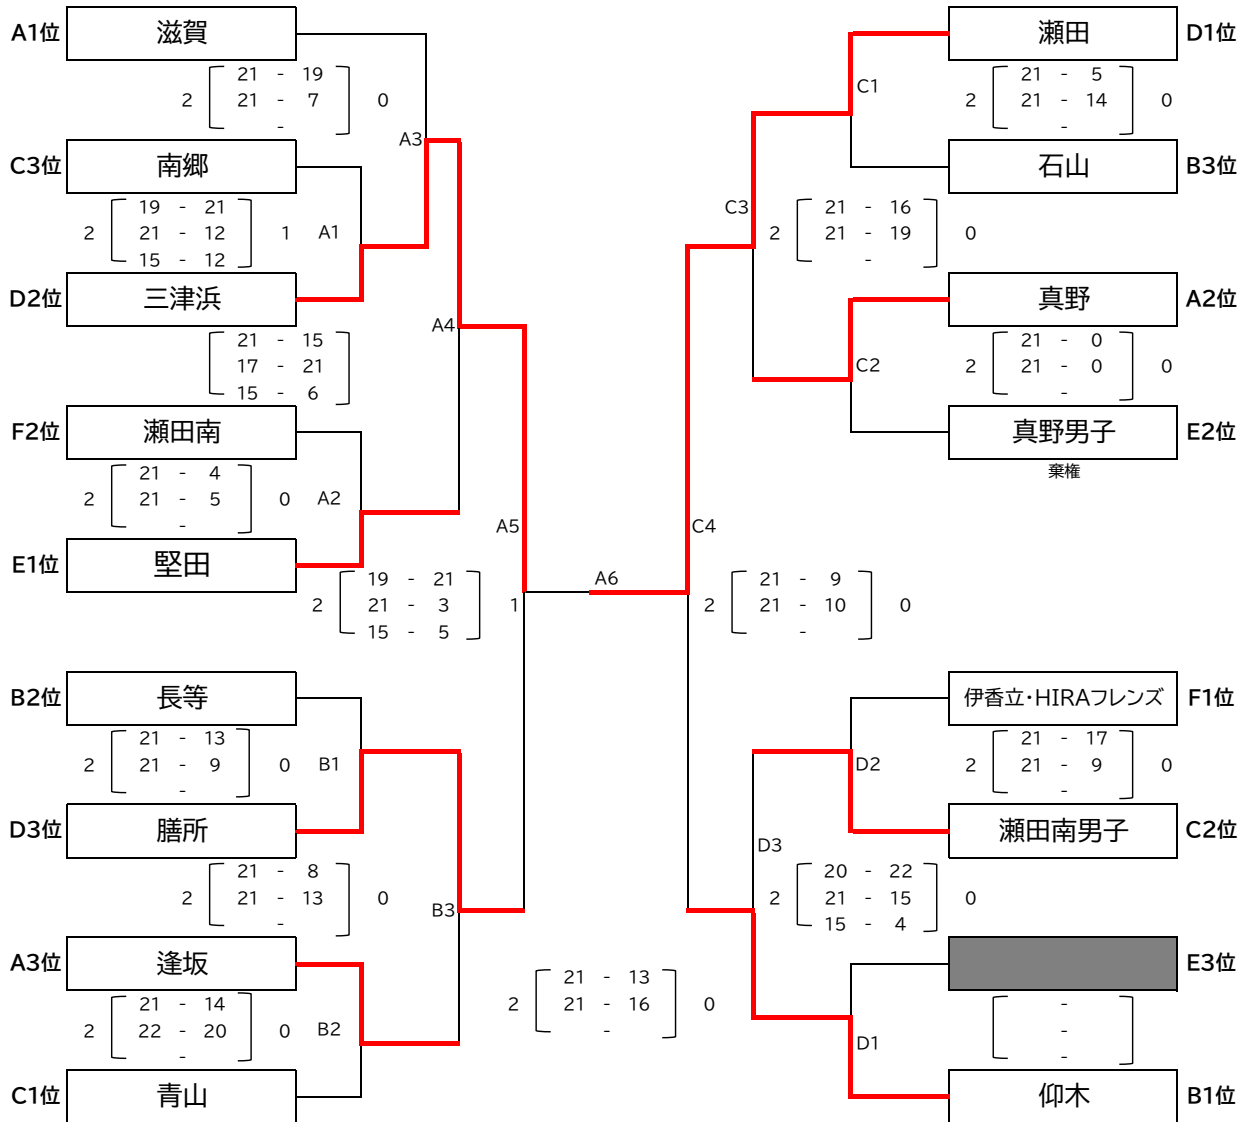 A1位 滋賀
21 - 19
2 21 - 7 0
-
A3
C3位 南郷
19 - 21
2 21 - 12 1 A1
15 - 12
D2位 三津浜
21 - 15
17 - 21
15 - 6
A4
F2位 瀬田南
21 - 4
2 21 - 5 0 A2
-
E1位 堅田
19 - 21
2 21 - 3 1
15 - 5
A5
A6
B2位 長等
21 - 13
2 21 - 9 0 B1
-
D3位 膳所
21 - 8
2 21 - 13 0
-
B3
A3位 逢坂
21 - 14
2 22 - 20 0 B2
-
C1位 青山
21 - 13
2 21 - 16 0
-
瀬田 D1位
C1
21 - 5
2 21 - 14 0
-
石山 B3位
C3
21 - 16
2 21 - 19 0
-
真野 A2位
21 - 0
C2 2 21 - 0 0
-
真野男子 E2位
棄権
C4
21 - 9
2 21 - 10 0
-
伊香立・HIRAフレンズ F1位
21 - 17
D2 2 21 - 9 0
-
瀬田南男子 C2位
D3
20 - 22
2 21 - 15 0
15 - 4
E3位
-
-
-
D1
仰木 B1位